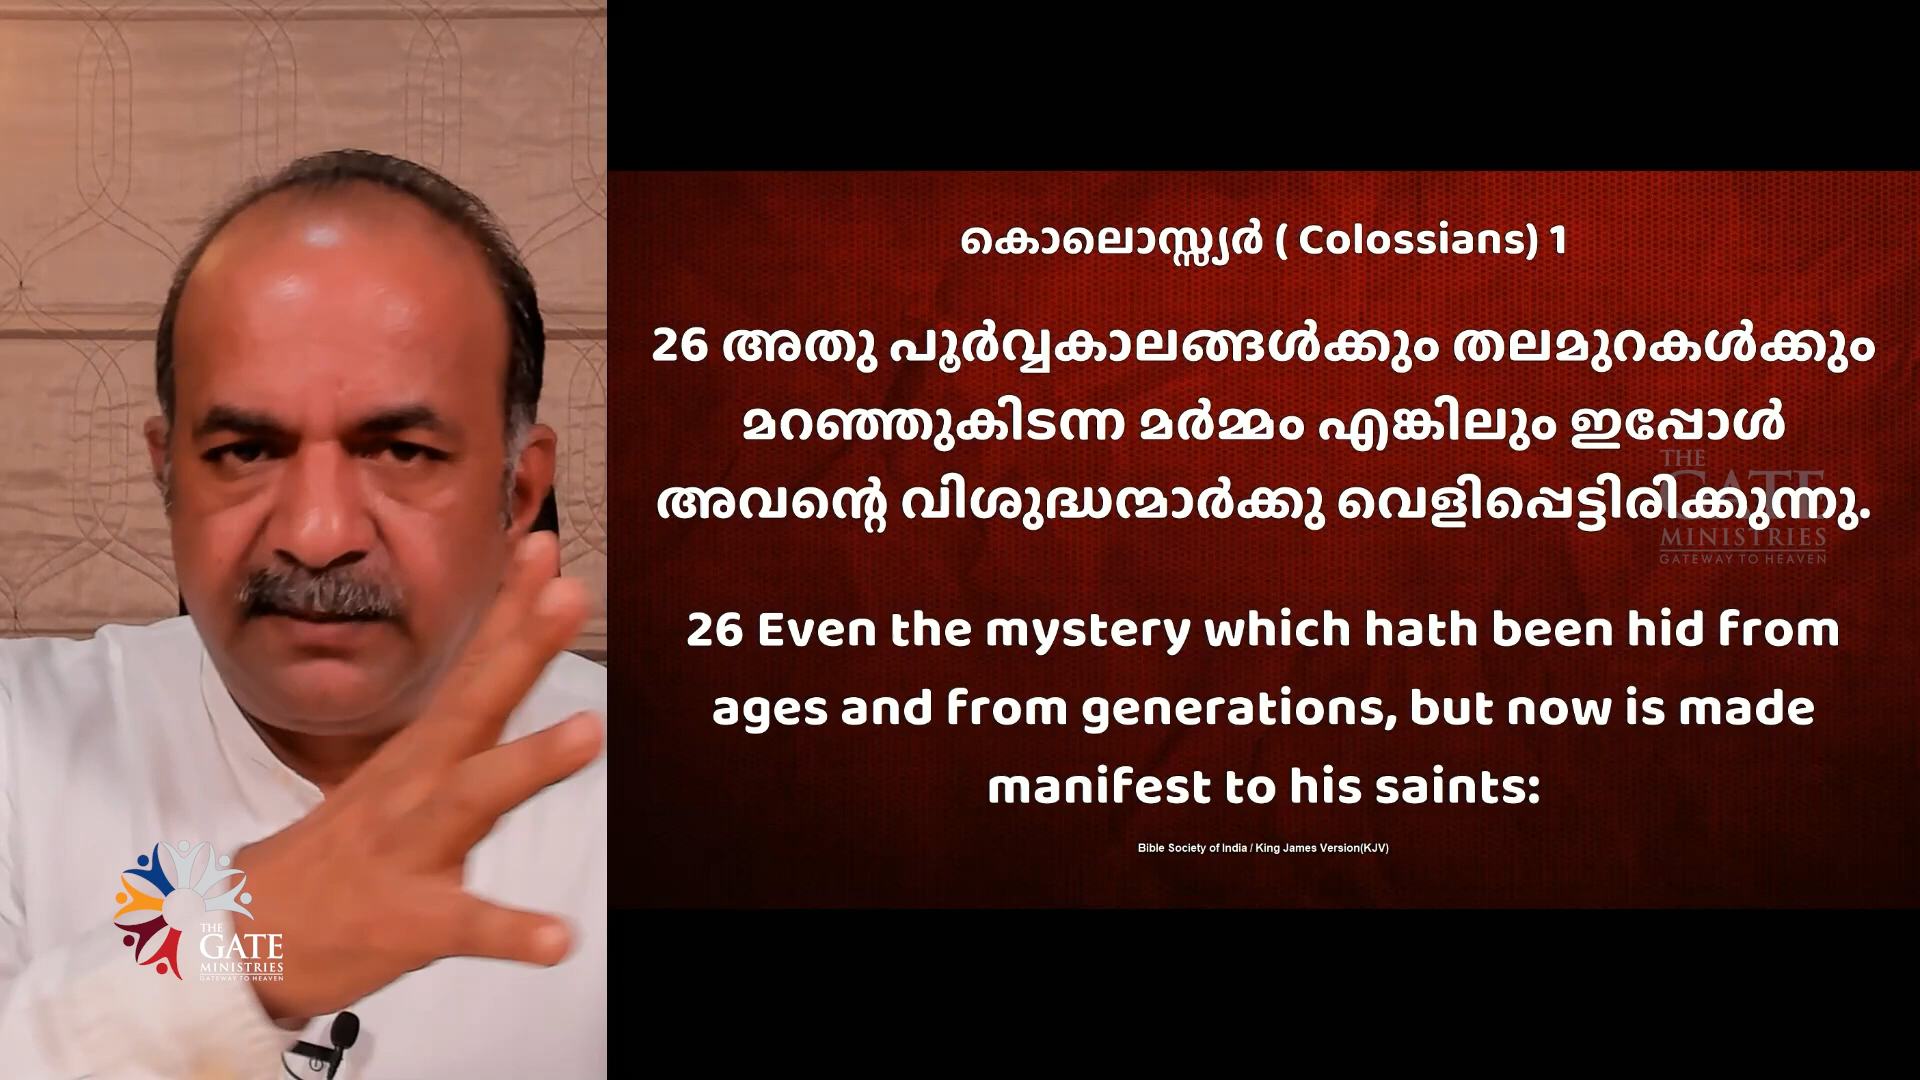 കൊലൊസ്സ്യർ ( Colossians) 1
26 അതു പൂർവ്വകാലങ്ങൾക്കും തലമുറകൾക്കും
മറഞ്ഞുകിടന്ന മർമ്മം എങ്കിലും ഇപ്പോൾ
അവന്റെ വിശുദ്ധന്മാർക്കു വെളിപ്പെട്ടിരിക്കുന്നു.
THE
GATE
MINISTRIES
GATEWAY TO HEAVEN
26 Even the mystery which hath been hid from
ages and from generations, but now is made
manifest to his saints:
Bible Society of India / King James Version(KJV)
THE
GATE
MINISTRIES
GATEWAY TO HEAVEN